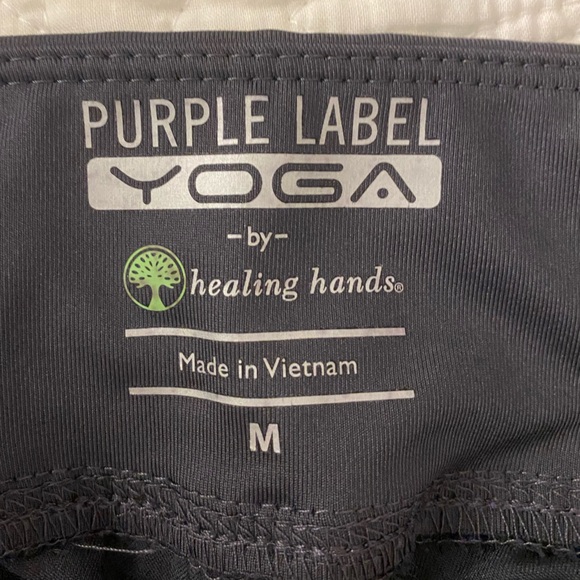 PURPLE LABEL
YOGA
-by-
healing hands®
Made in Vietnam
M